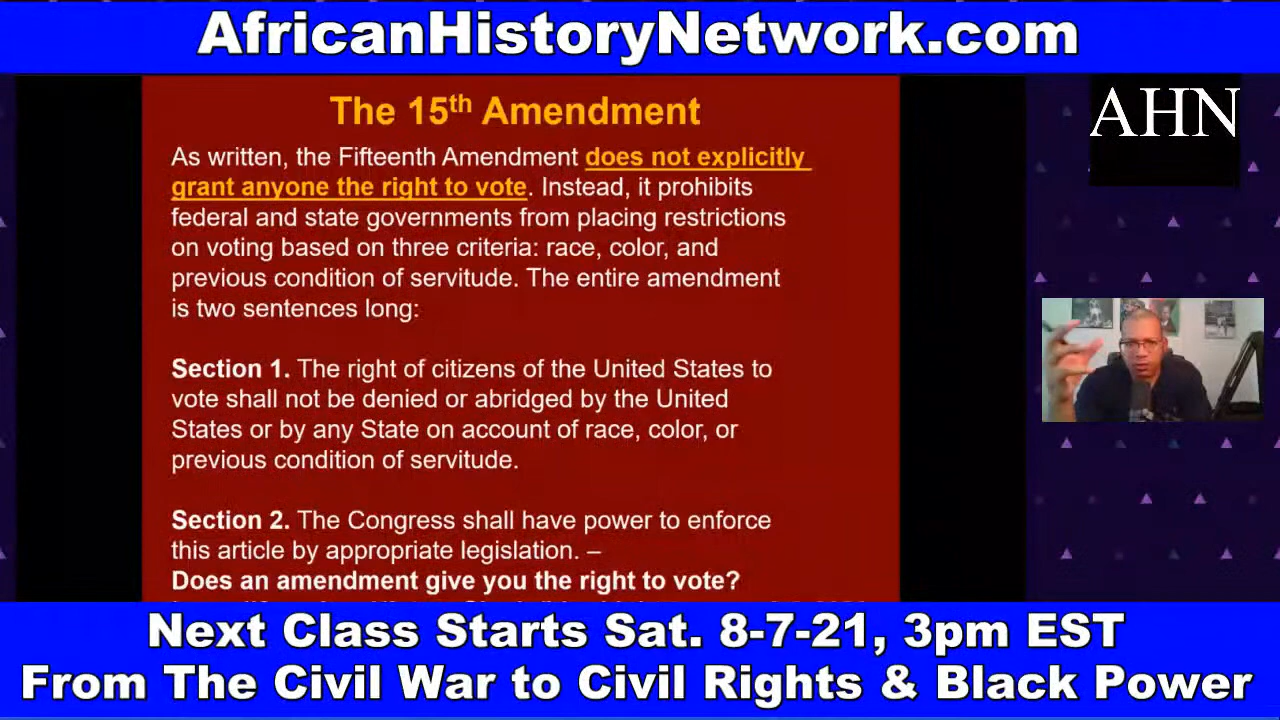 AfricanHistoryNetwork.com
AHN
The 15th Amendment
As written, the Fifteenth Amendment does not explicitly
grant anyone the right to vote. Instead, it prohibits
federal and state governments from placing restrictions
on voting based on three criteria: race, color, and
previous condition of servitude. The entire amendment
is two sentences long:
Section 1. The right of citizens of the United States to
vote shall not be denied or abridged by the United
States or by any State on account of race, color, or
previous condition of servitude.
Section 2. The Congress shall have power to enforce
this article by appropriate legislation. –
Does an amendment give you the right to vote?
Next Class Starts Sat. 8-7-21, 3pm EST
From The Civil War to Civil Rights & Black Power